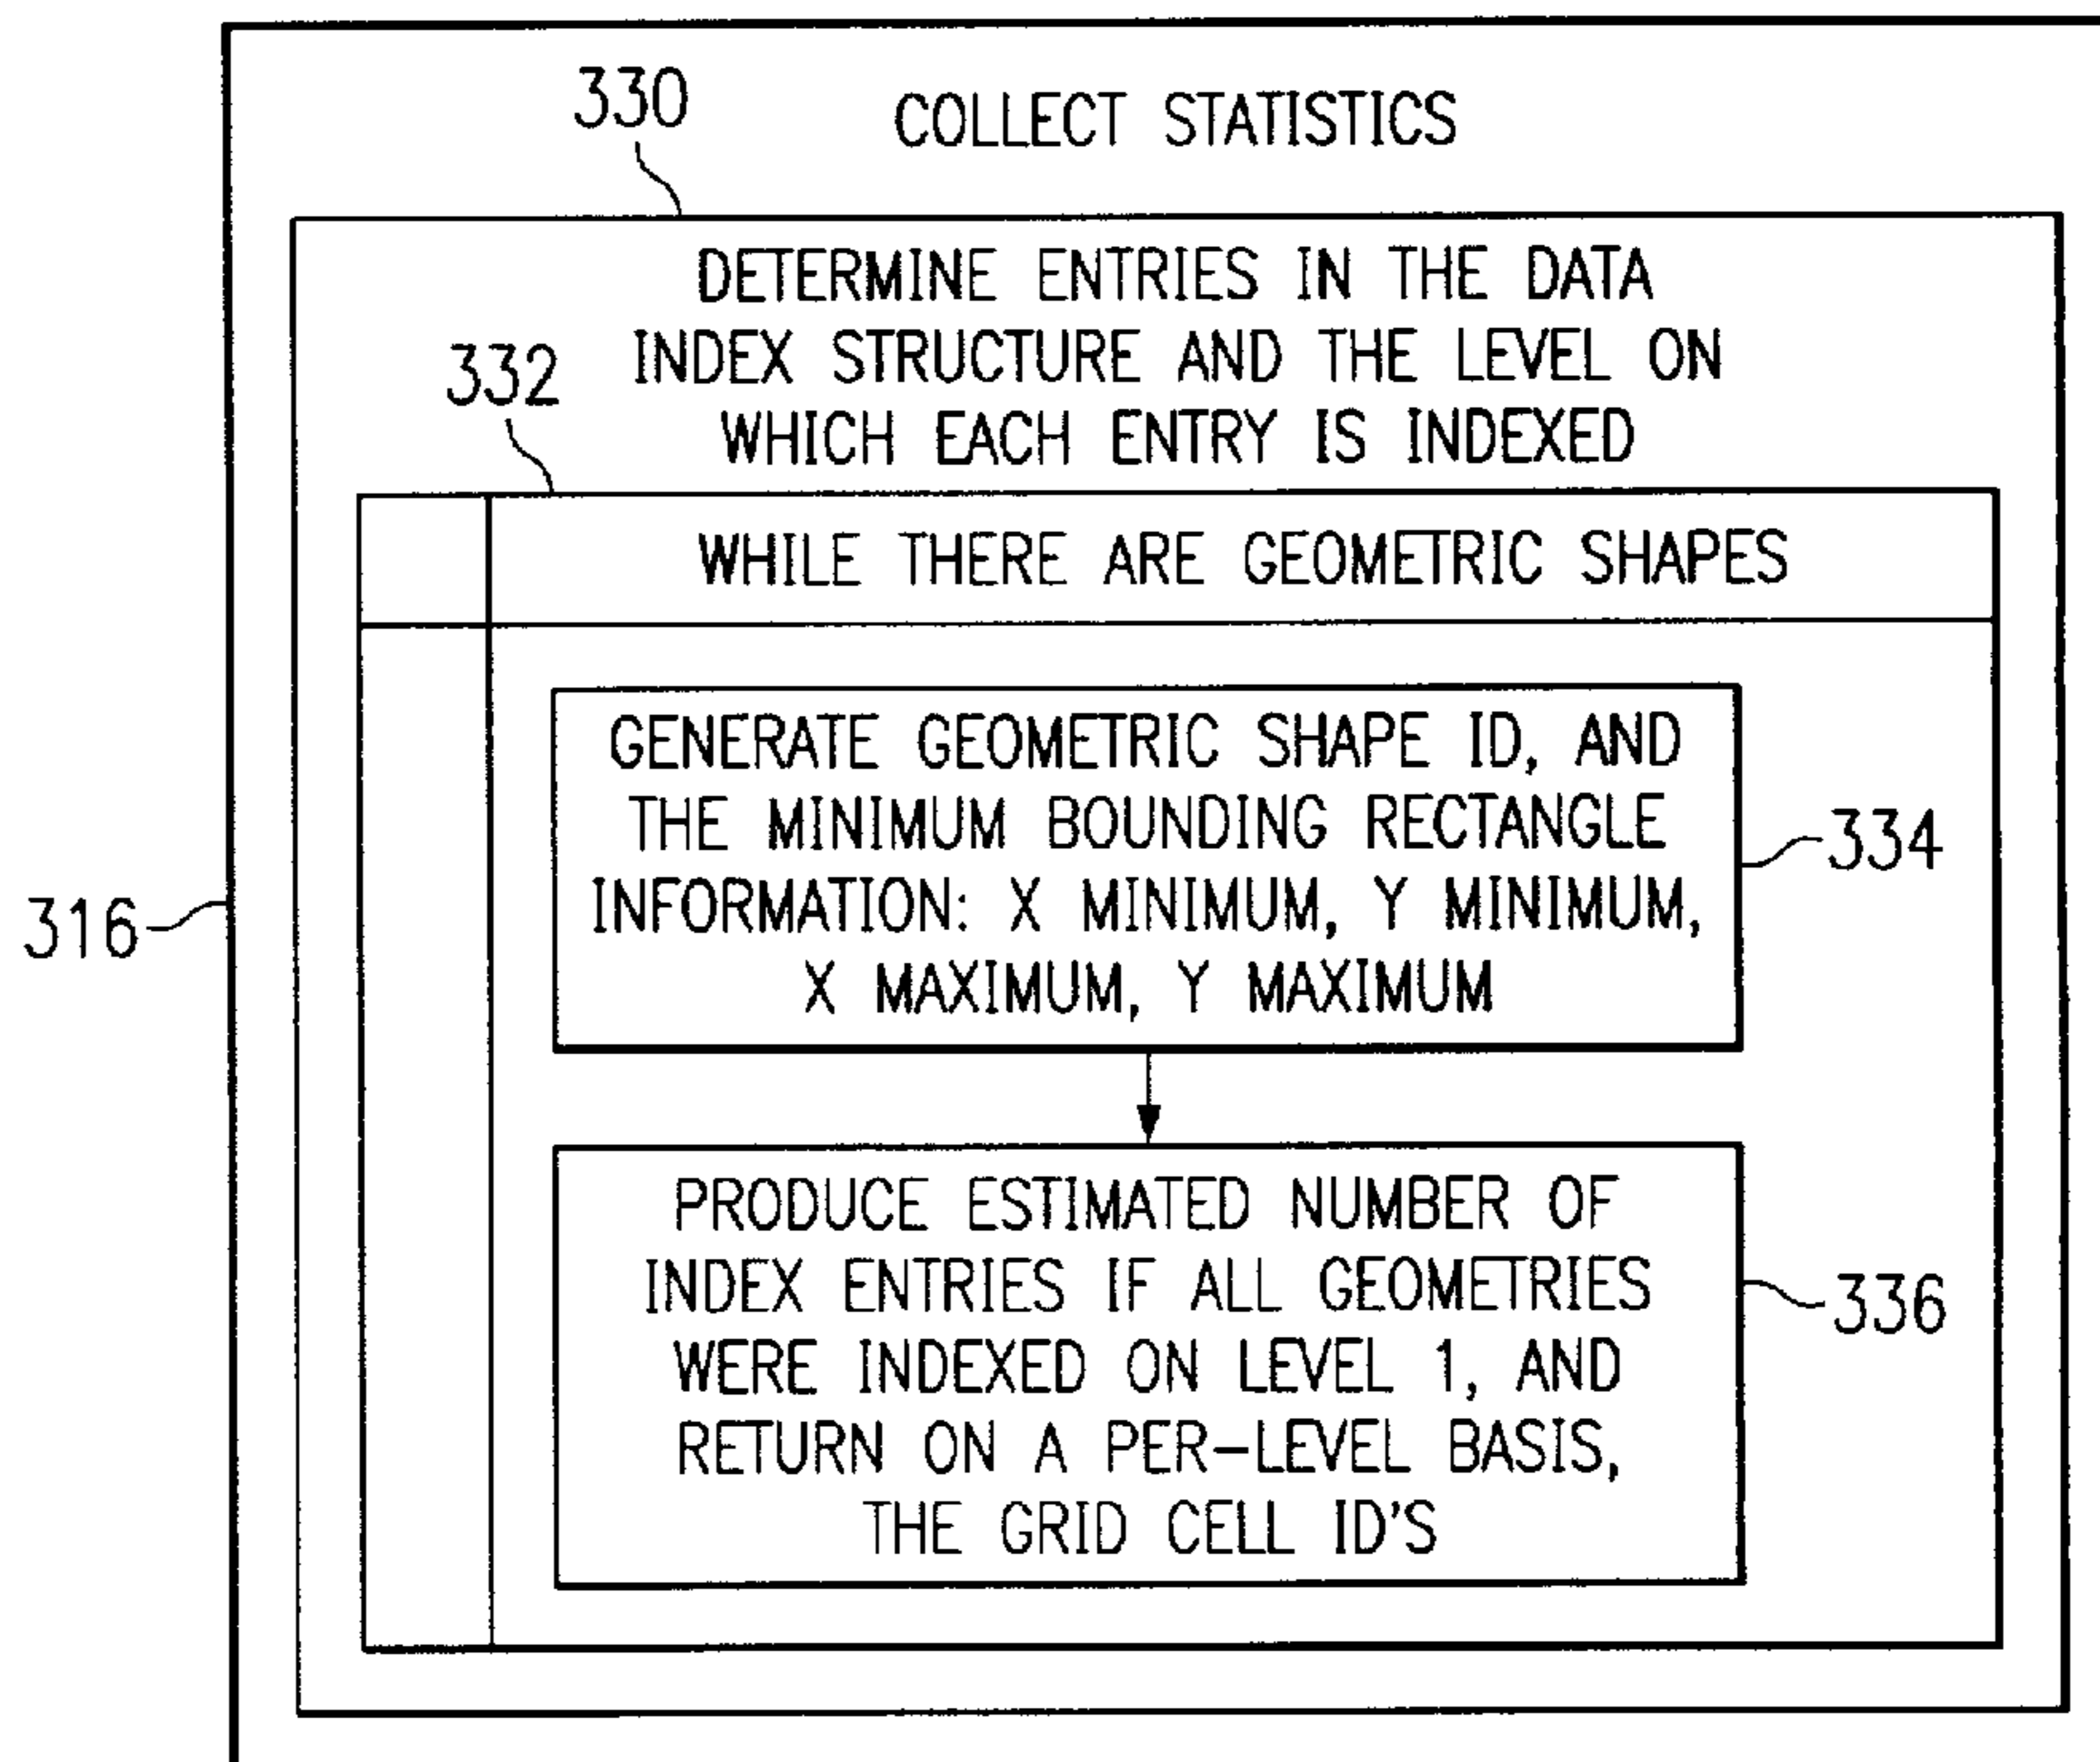 330
COLLECT STATISTICS
DETERMINE ENTRIES IN THE DATA
INDEX STRUCTURE AND THE LEVEL ON
WHICH EACH ENTRY IS INDEXED
332
WHILE THERE ARE GEOMETRIC SHAPES
GENERATE GEOMETRIC SHAPE ID, AND
THE MINIMUM BOUNDING RECTANGLE
INFORMATION: X MINIMUM, Y MINIMUM,
X MAXIMUM, Y MAXIMUM
334
316
PRODUCE ESTIMATED NUMBER OF
INDEX ENTRIES IF ALL GEOMETRIES
WERE INDEXED ON LEVEL 1, AND
RETURN ON A PER-LEVEL BASIS,
THE GRID CELL ID'S
336